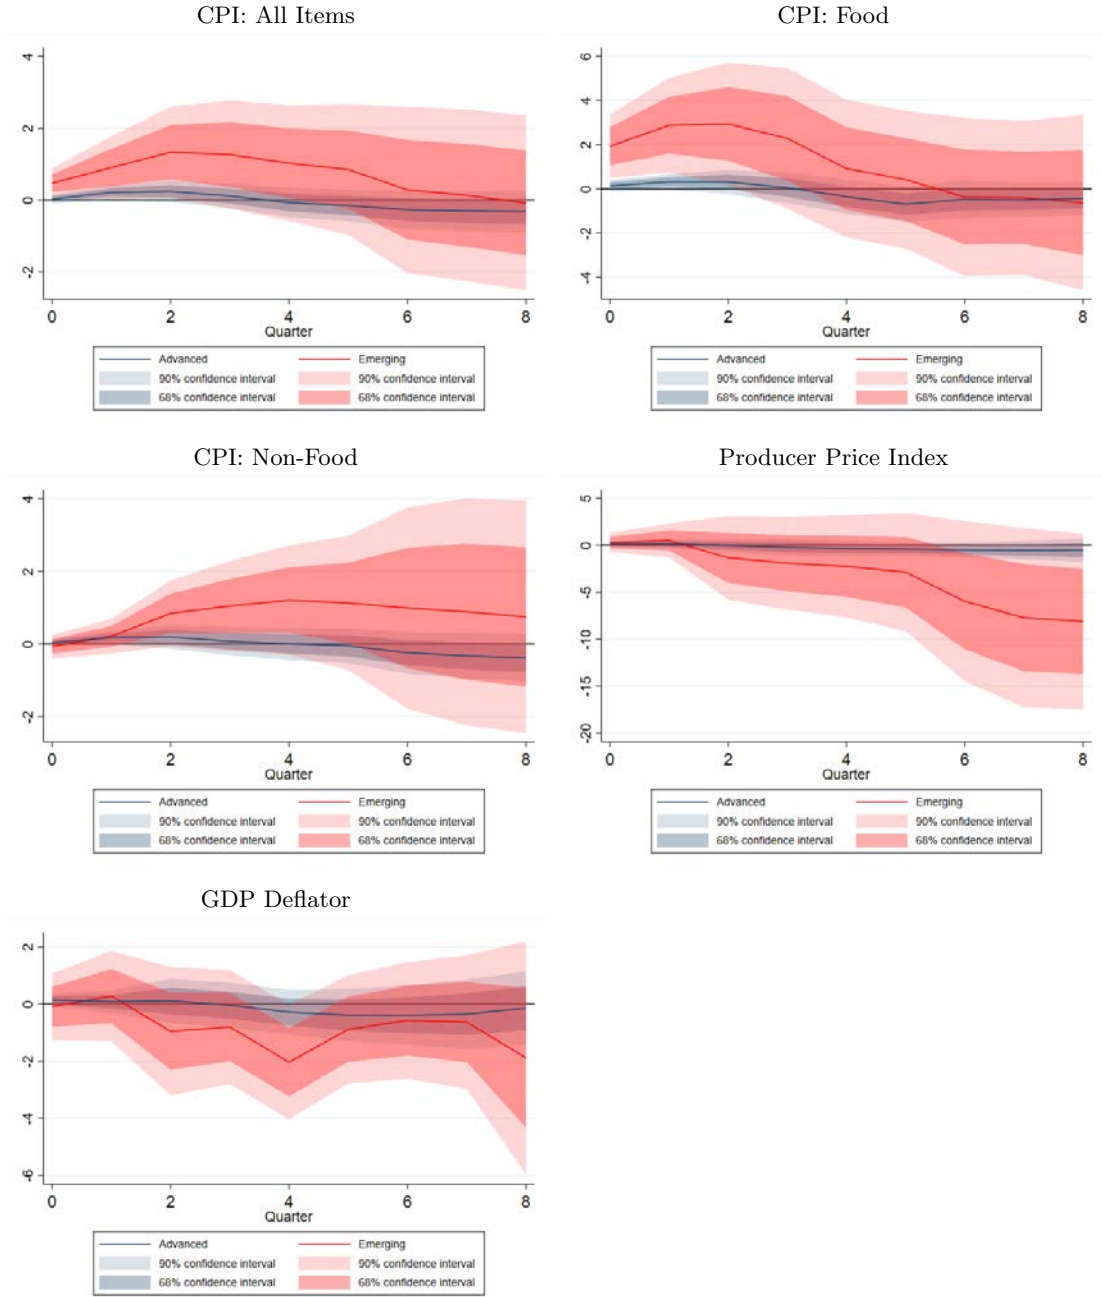 CPI: All Items
4
2
0
-2
0 2 4 6 8
Quarter
Advanced Emerging
90% confidence interval 90% confidence interval
68% confidence interval 68% confidence interval
CPI: Food
6
4
2
0
-2
-4
0 2 4 6 8
Quarter
Advanced Emerging
90% confidence interval 90% confidence interval
68% confidence interval 68% confidence interval
CPI: Non-Food
4
2
0
-2
0 2 4 6 8
Quarter
Advanced Emerging
90% confidence interval 90% confidence interval
68% confidence interval 68% confidence interval
Producer Price Index
5
0
-5
-10
-15
-20
0 2 4 6 8
Quarter
Advanced Emerging
90% confidence interval 90% confidence interval
68% confidence interval 68% confidence interval
GDP Deflator
2
0
-2
-4
-6
0 2 4 6 8
Quarter
Advanced Emerging
90% confidence interval 90% confidence interval
68% confidence interval 68% confidence interval